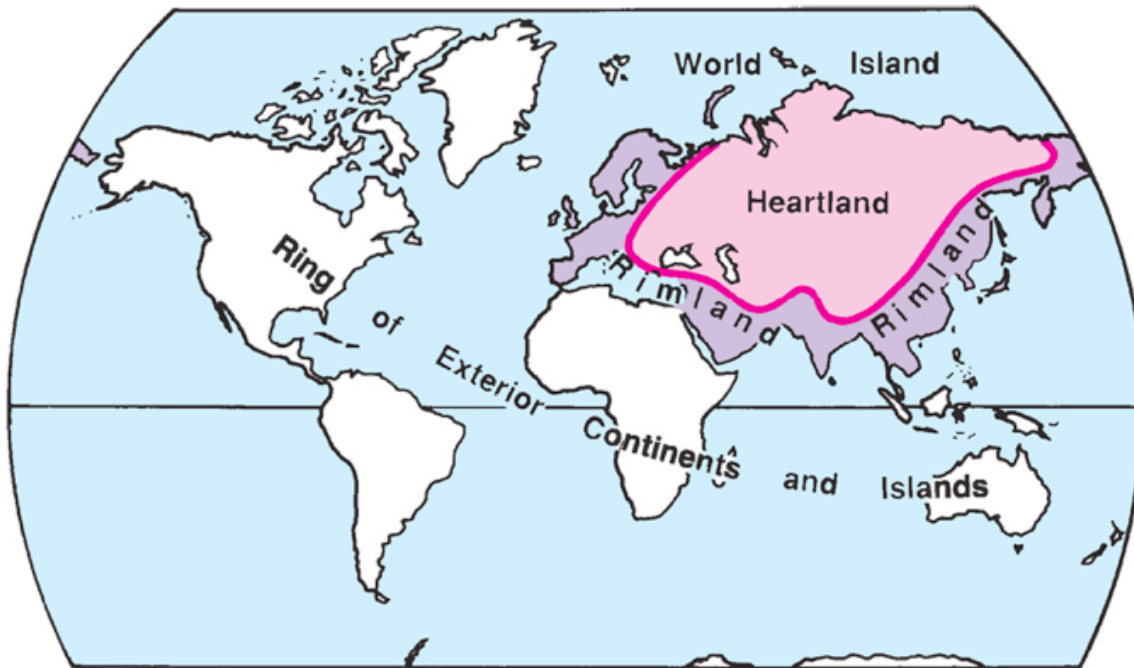 World Island
Heartland
Rimland
Rimland
Ring of Exterior Continents and Islands